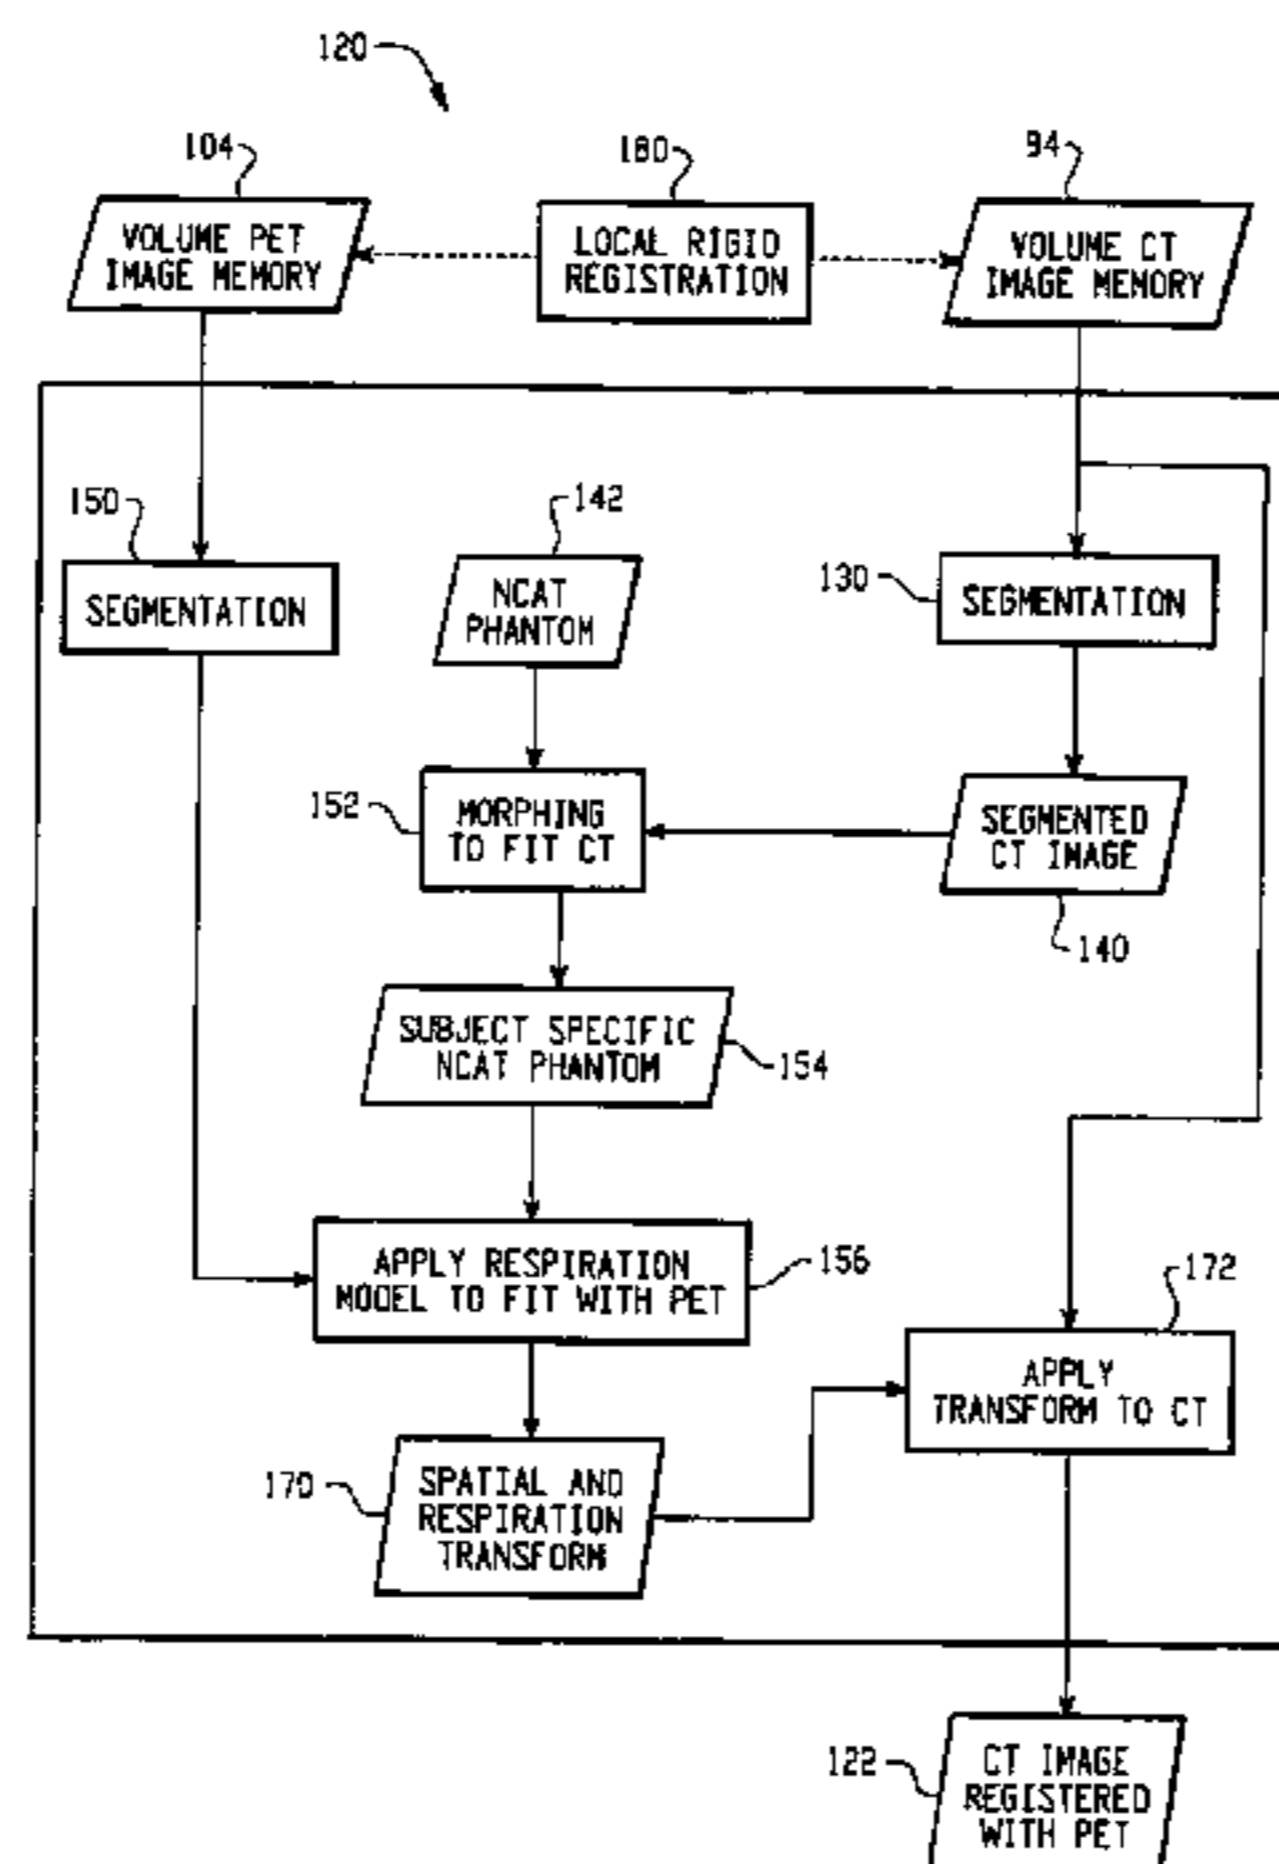 120
104
180
94
VOLUME PET
IMAGE MEMORY
LOCAL RIGID
REGISTRATION
VOLUME CT
IMAGE MEMORY
150
SEGMENTATION
142
NCAT
PHANTOM
130
SEGMENTATION
152
MORPHING
TO FIT CT
SEGMENTED
CT IMAGE
140
SUBJECT SPECIFIC
NCAT PHANTOM
154
APPLY RESPIRATION
MODEL TO FIT WITH PET
156
172
APPLY
TRANSFORM TO CT
170
SPATIAL AND
RESPIRATION
TRANSFORM
122
CT IMAGE
REGISTERED
WITH PET